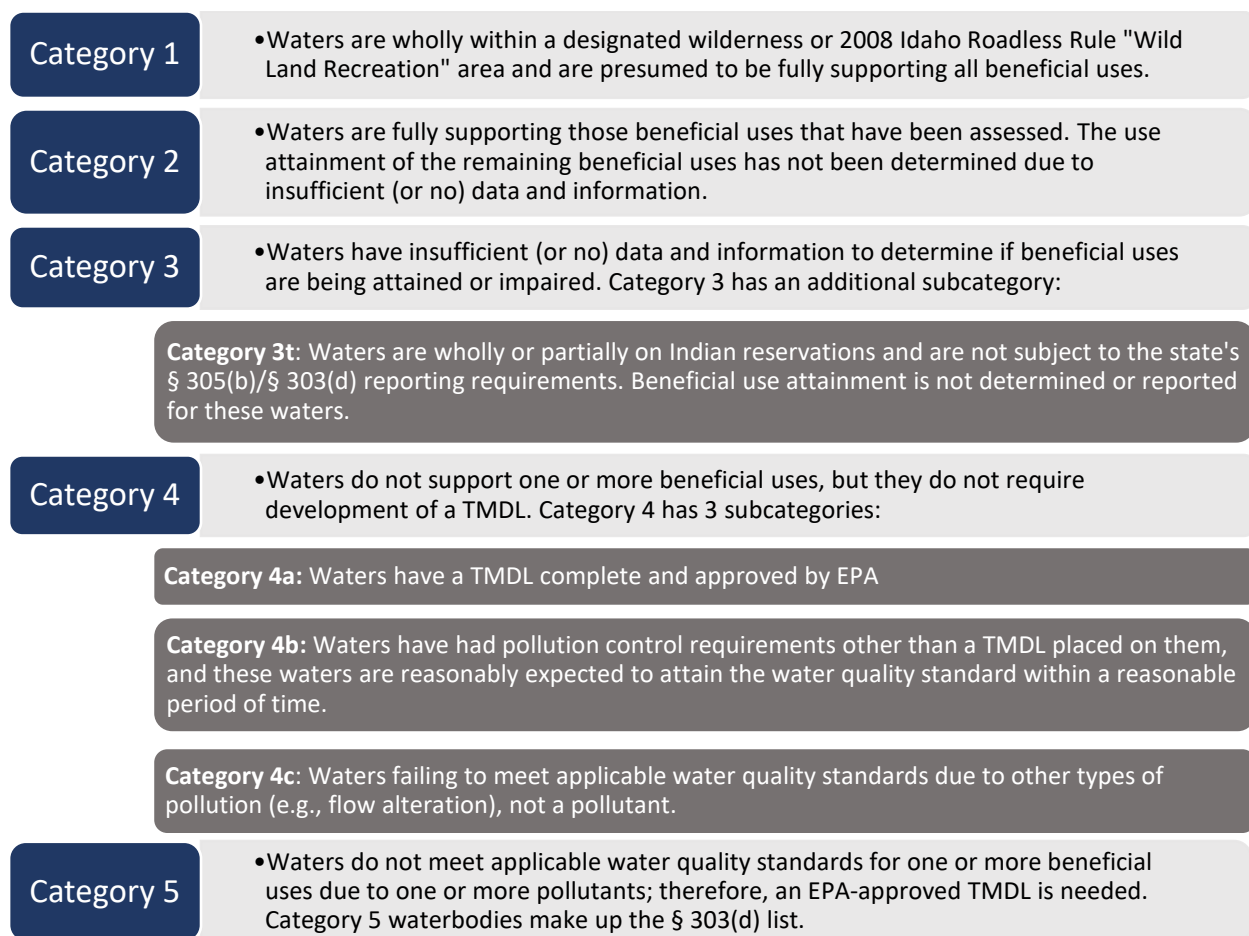 Category 1
•Waters are wholly within a designated wilderness or 2008 Idaho Roadless Rule "Wild
Land Recreation" area and are presumed to be fully supporting all beneficial uses.
Category 2
•Waters are fully supporting those beneficial uses that have been assessed. The use
attainment of the remaining beneficial uses has not been determined due to
insufficient (or no) data and information.
Category 3
•Waters have insufficient (or no) data and information to determine if beneficial uses
are being attained or impaired. Category 3 has an additional subcategory:
Category 3t: Waters are wholly or partially on Indian reservations and are not subject to the state's
§ 305(b)/§ 303(d) reporting requirements. Beneficial use attainment is not determined or reported
for these waters.
Category 4
•Waters do not support one or more beneficial uses, but they do not require
development of a TMDL. Category 4 has 3 subcategories:
Category 4a: Waters have a TMDL complete and approved by EPA
Category 4b: Waters have had pollution control requirements other than a TMDL placed on them,
and these waters are reasonably expected to attain the water quality standard within a reasonable
period of time.
Category 4c: Waters failing to meet applicable water quality standards due to other types of
pollution (e.g., flow alteration), not a pollutant.
Category 5
•Waters do not meet applicable water quality standards for one or more beneficial
uses due to one or more pollutants; therefore, an EPA-approved TMDL is needed.
Category 5 waterbodies make up the § 303(d) list.